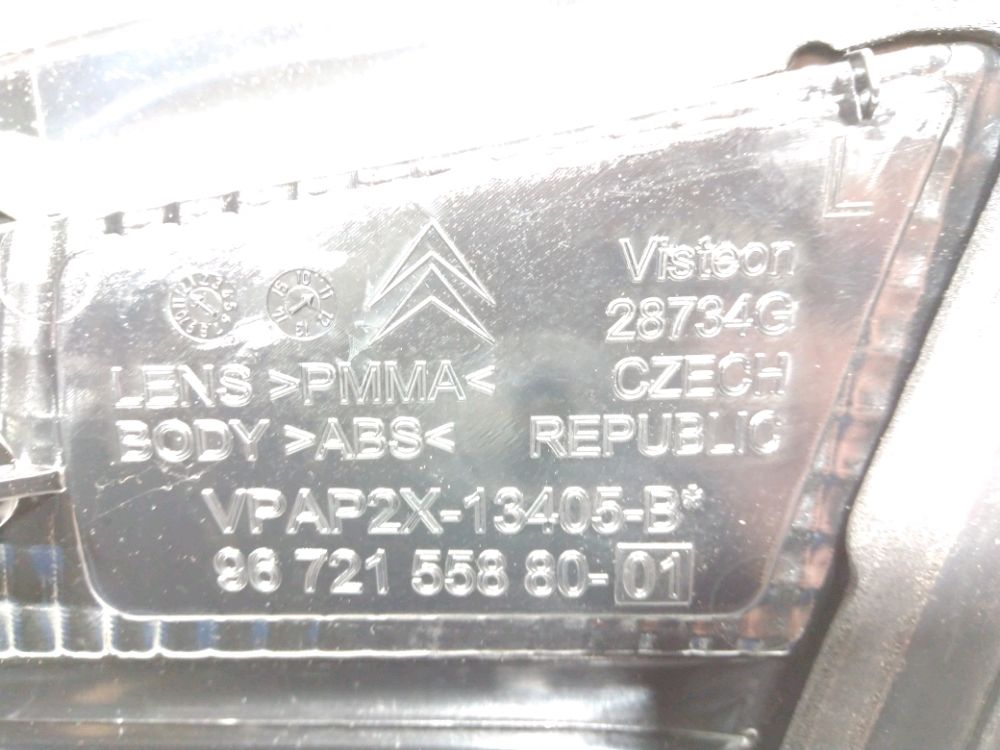 L
Visteon
28734G
LENS >PMMA< CZECH
BODY >ABS< REPUBLIC
VPAP2X-13405-B*
96 721 558 80-01